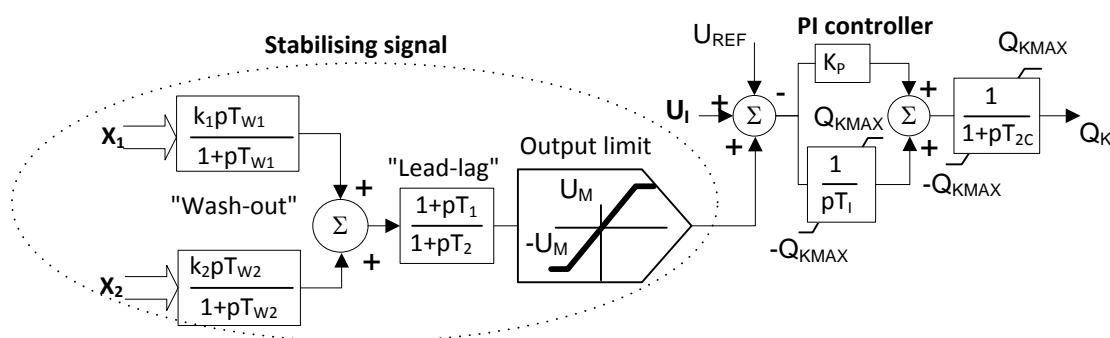 Stabilising signal
X1
k1pTW1
1+pTW1
"Wash-out"
X2
k2pTW2
1+pTW2
+
Σ
+
"Lead-lag"
1+pT1
1+pT2
Output limit
UM
-UM
UREF
UI
+
+
Σ
-
PI controller
KP
QKMAX
1
pTI
-QKMAX
+
Σ
+
QKMAX
1
1+pT2C
-QKMAX
QK